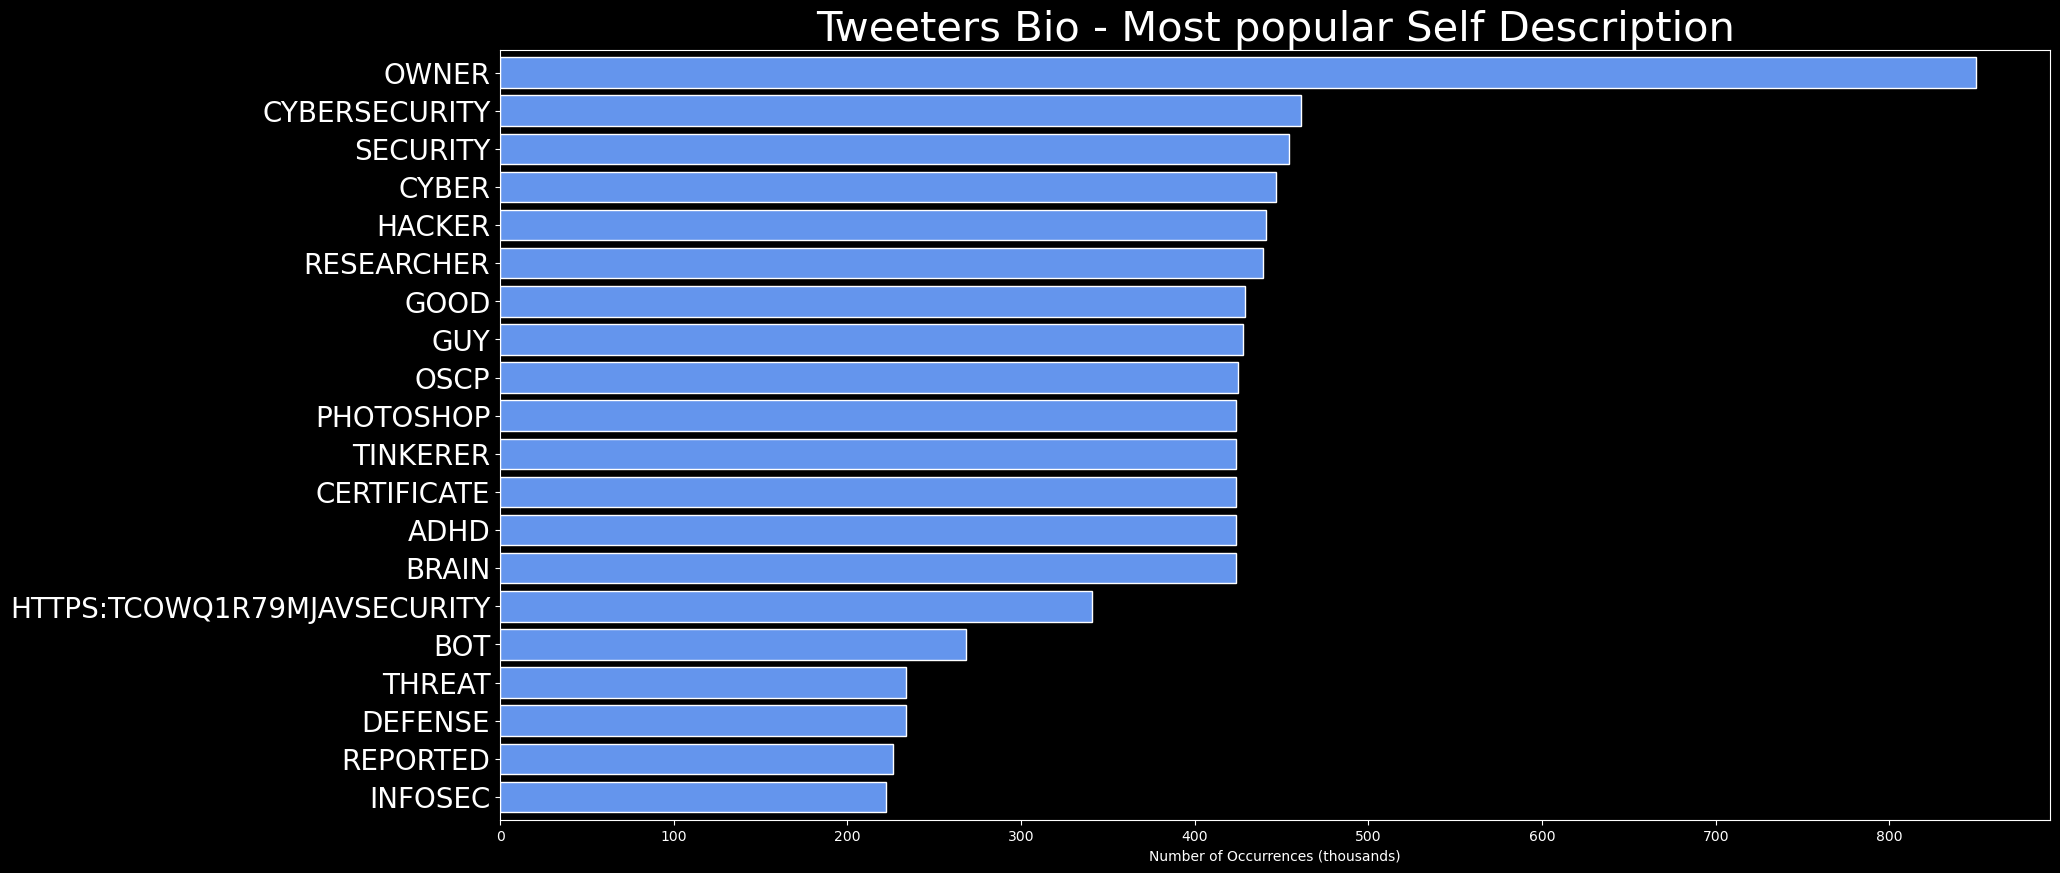 Tweeters Bio - Most popular Self Description
OWNER
CYBERSECURITY
SECURITY
CYBER
HACKER
RESEARCHER
GOOD
GUY
OSCP
PHOTOSHOP
TINKERER
CERTIFICATE
ADHD
BRAIN
HTTPS:TCOWQ1R79MJAVSECURITY
BOT
THREAT
DEFENSE
REPORTED
INFOSEC
0 100 200 300 400 500 600 700 800
Number of Occurrences (thousands)